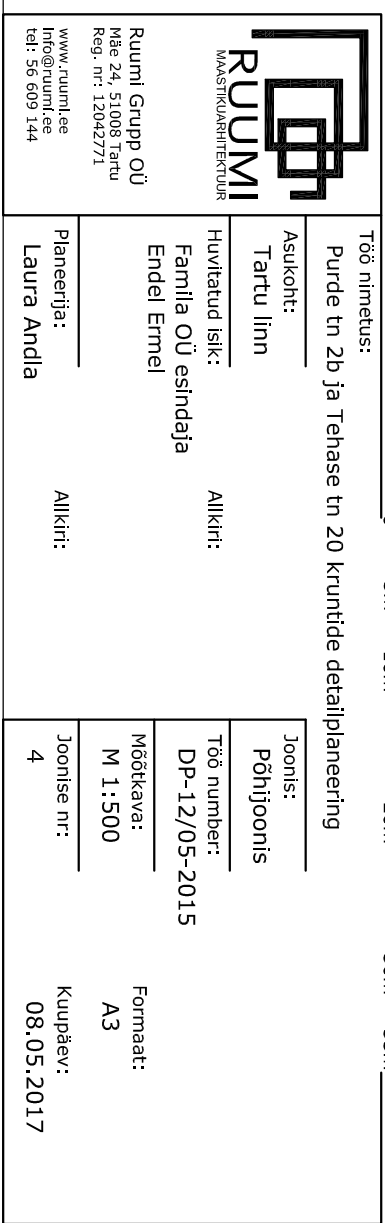 RUUMI
MAASTIKUARHITEKTUUR
Ruumi Grupp OÜ
Mäe 24, 51008 Tartu
Reg. nr: 12042771
www.ruumi.ee
Info@ruumi.ee
tel: 56 609 144
Töö nimetus:
Purde tn 2b ja Tehase tn 20 kruntide detailplaneering
Asukoht:
Tartu linn
Huvitatud isik:
Allkiri:
Famila OÜ esindaja
Endel Ermel
Planeerija:
Allkiri:
Laura Andla
Joonis:
Põhijoonis
Töö number:
DP-12/05-2015
Mõõtkava:
Formaat:
M 1:500
A3
Joonise nr:
Kuupäev:
4
08.05.2017